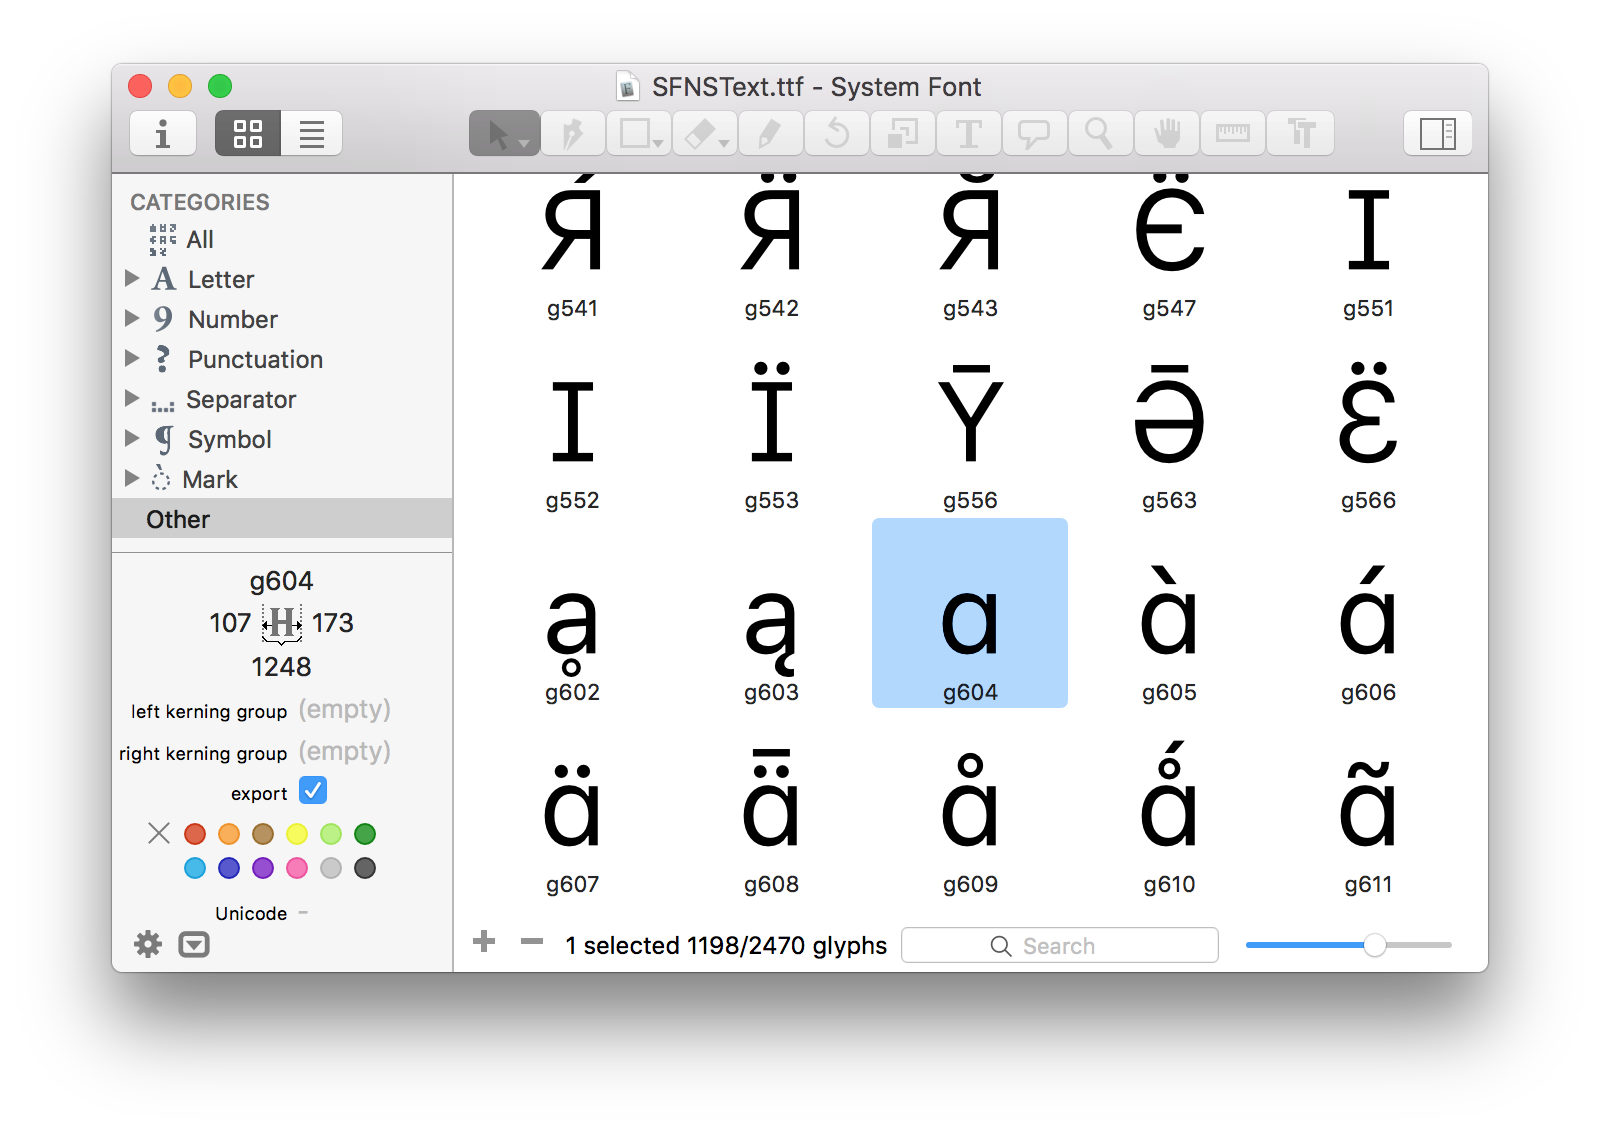 SFNSText.ttf - System Font
CATEGORIES
All
Letter
Number
Punctuation
Separator
Symbol
Mark
Other
g604
107 H 173
1248
left kerning group (empty)
right kerning group (empty)
export
Unicode -
Я́ Я̈ Я̆ Є̈ I
g541 g542 g543 g547 g551
I Ï Ȳ Ә̄ Ɛ̈
g552 g553 g556 g563 g566
ḁ ą ɑ ɑ̀ ɑ́
g602 g603 g604 g605 g606
ɑ̈ ɑ̈̄ ɑ̊ ɑ̊́ ɑ̃
g607 g608 g609 g610 g611
1 selected 1198/2470 glyphs
Search